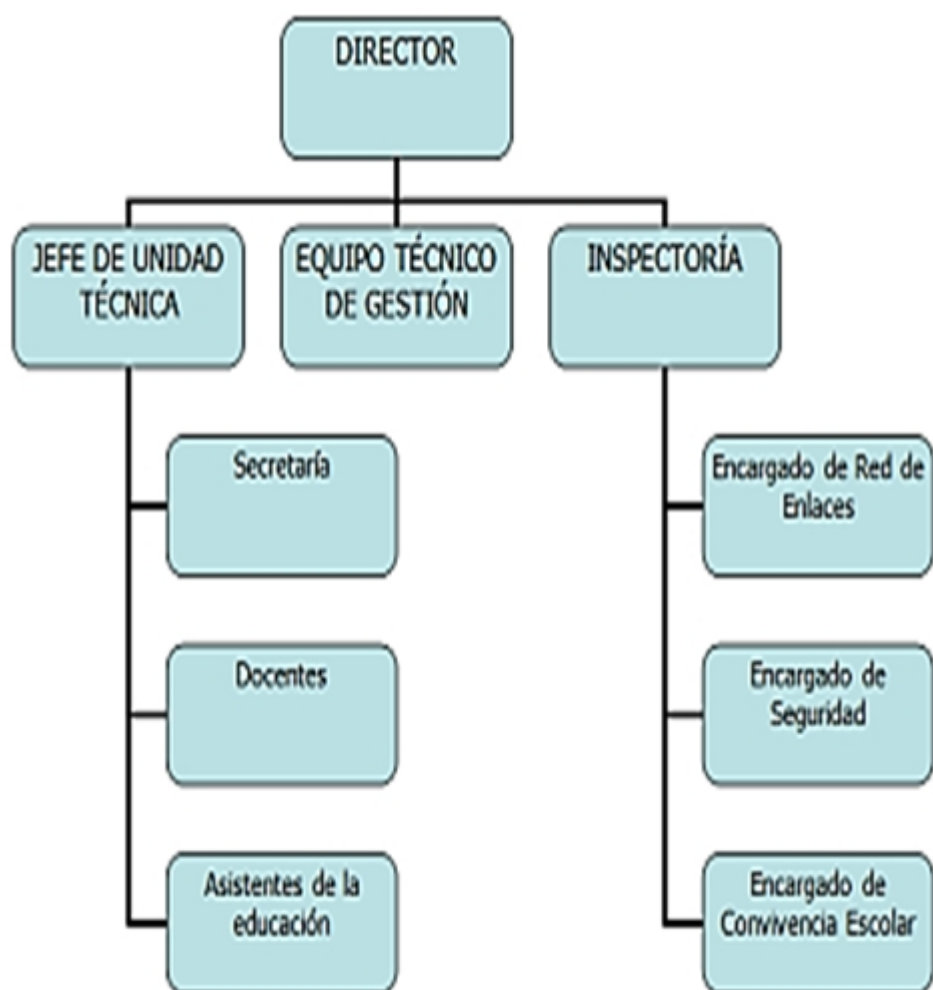 DIRECTOR
JEFE DE UNIDAD
TÉCNICA
EQUIPO TÉCNICO
DE GESTIÓN
INSPECTORÍA
Secretaría
Docentes
Asistentes de la
educación
Encargado de Red de
Enlaces
Encargado de
Seguridad
Encargado de
Convivencia Escolar